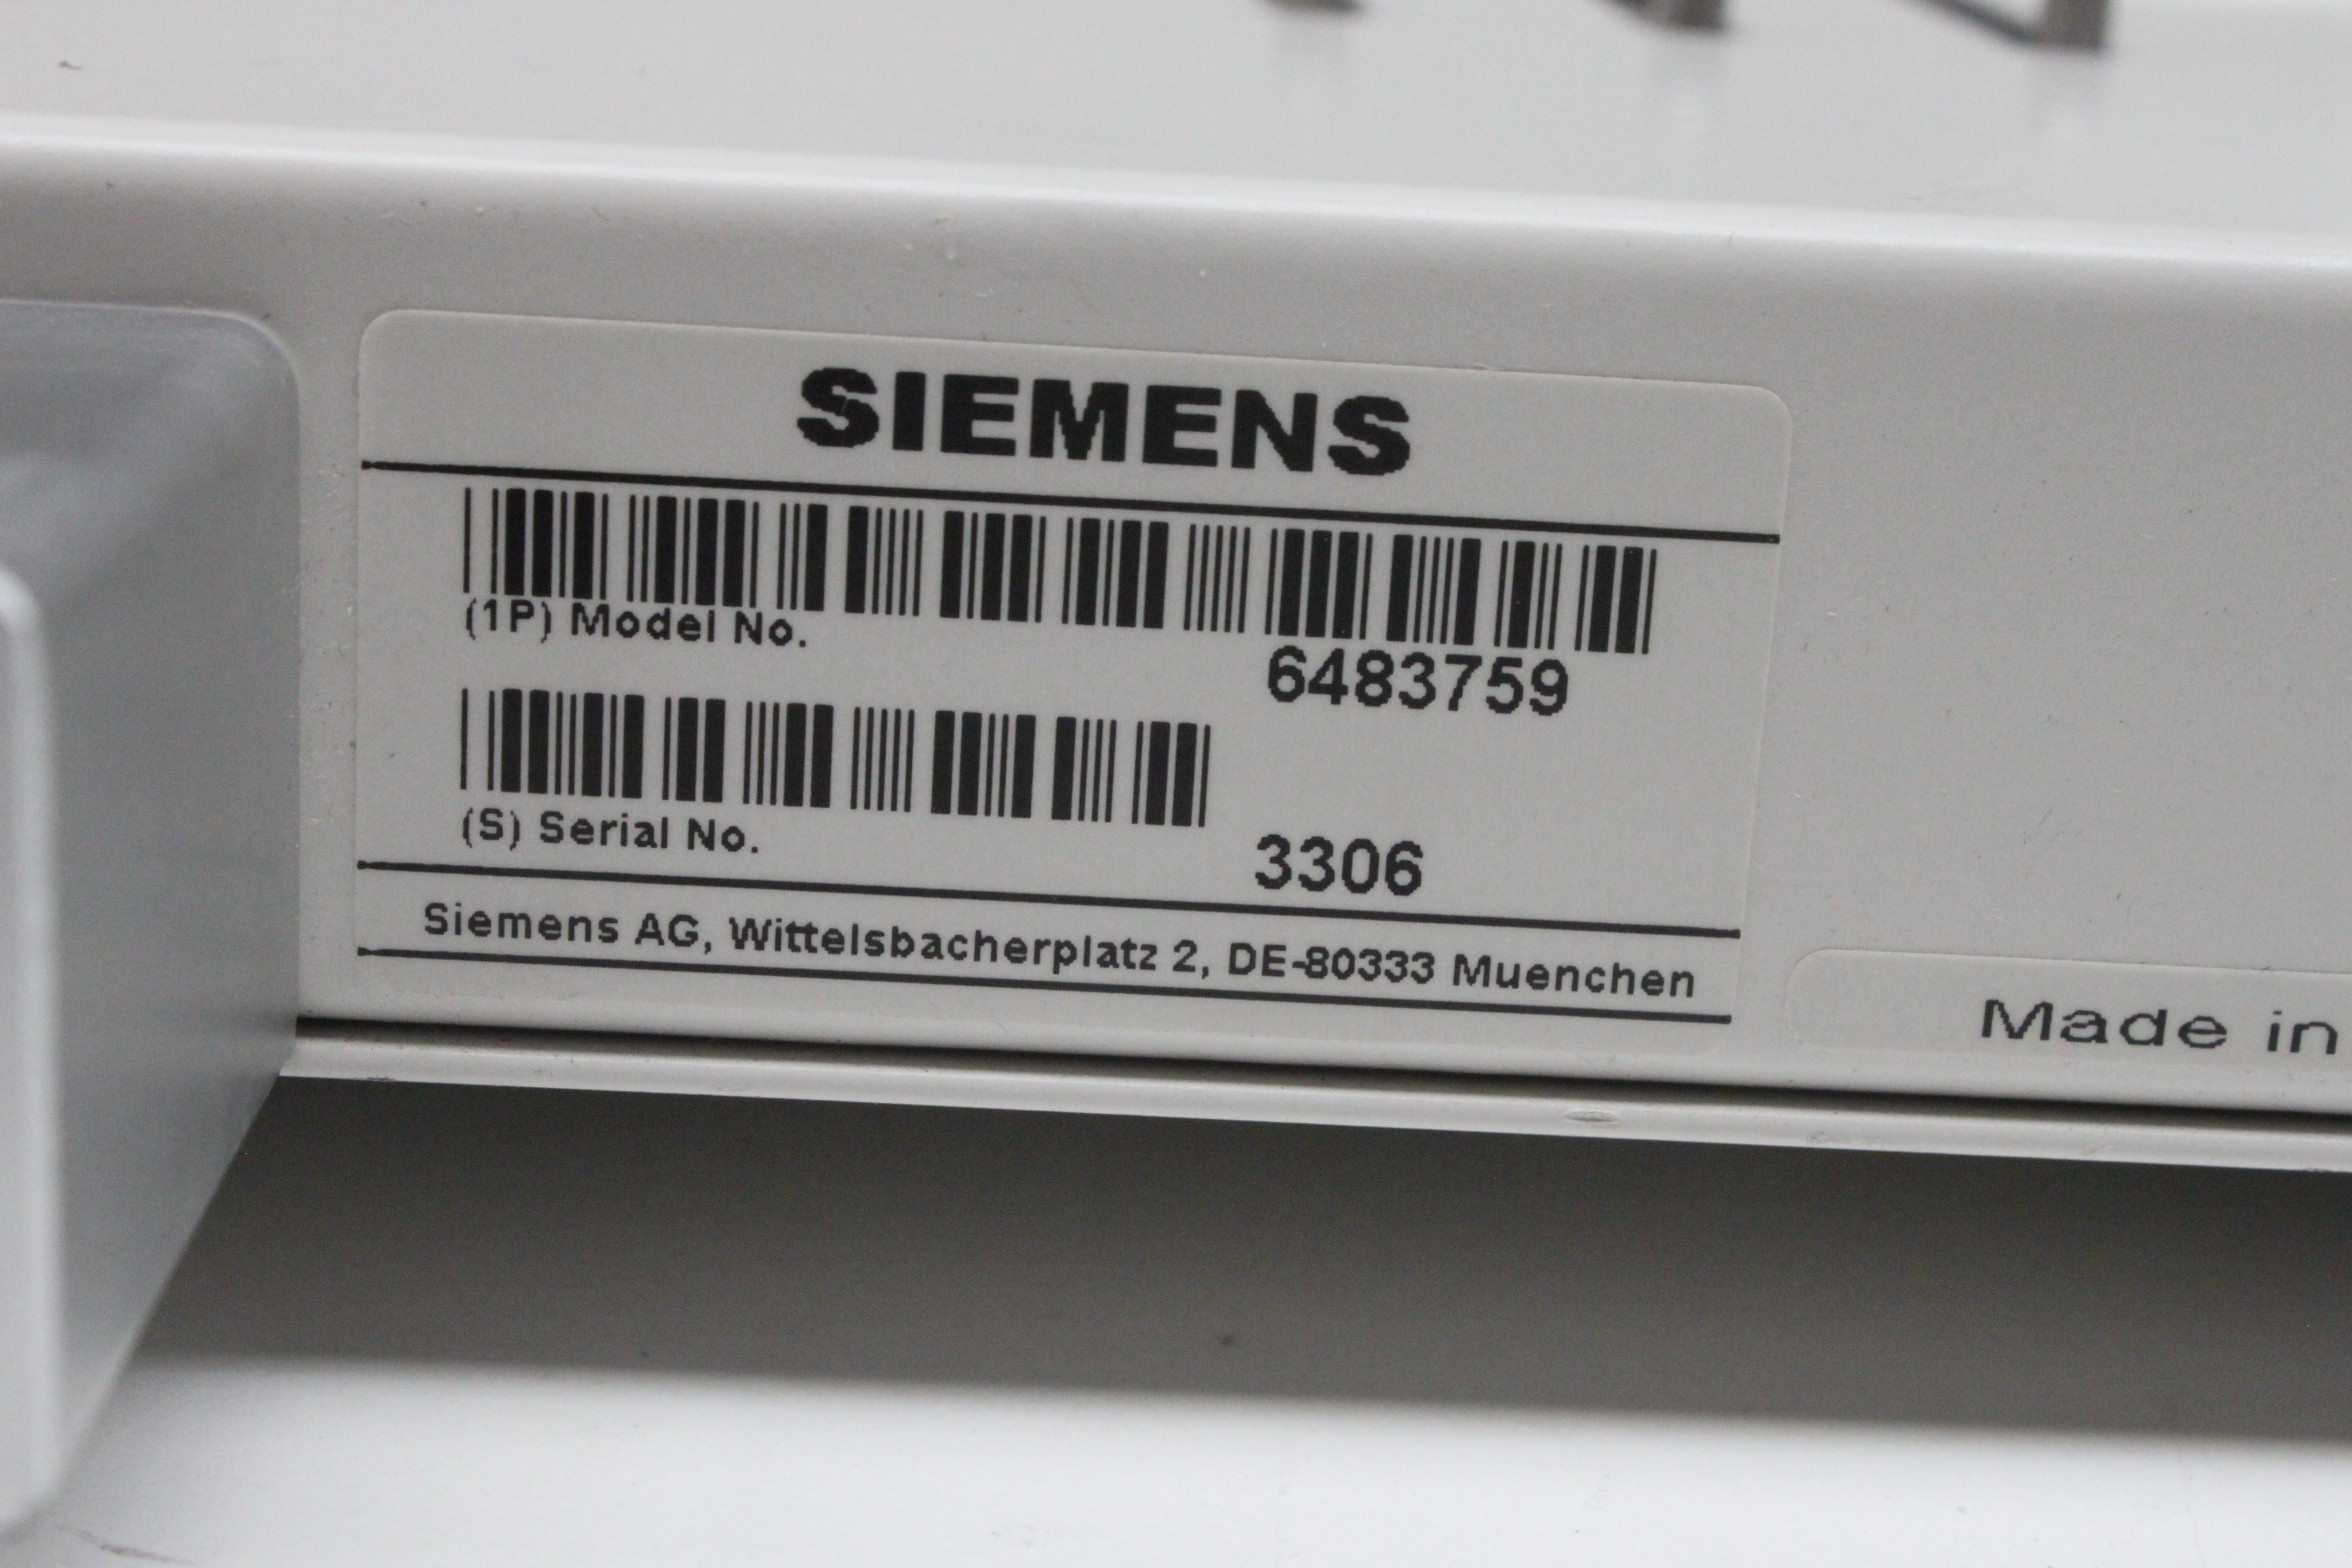 SIEMENS
(1P) Model No.
6483759
(S) Serial No.
3306
Siemens AG, Wittelsbacherplatz 2, DE-80333 Muenchen
Made in